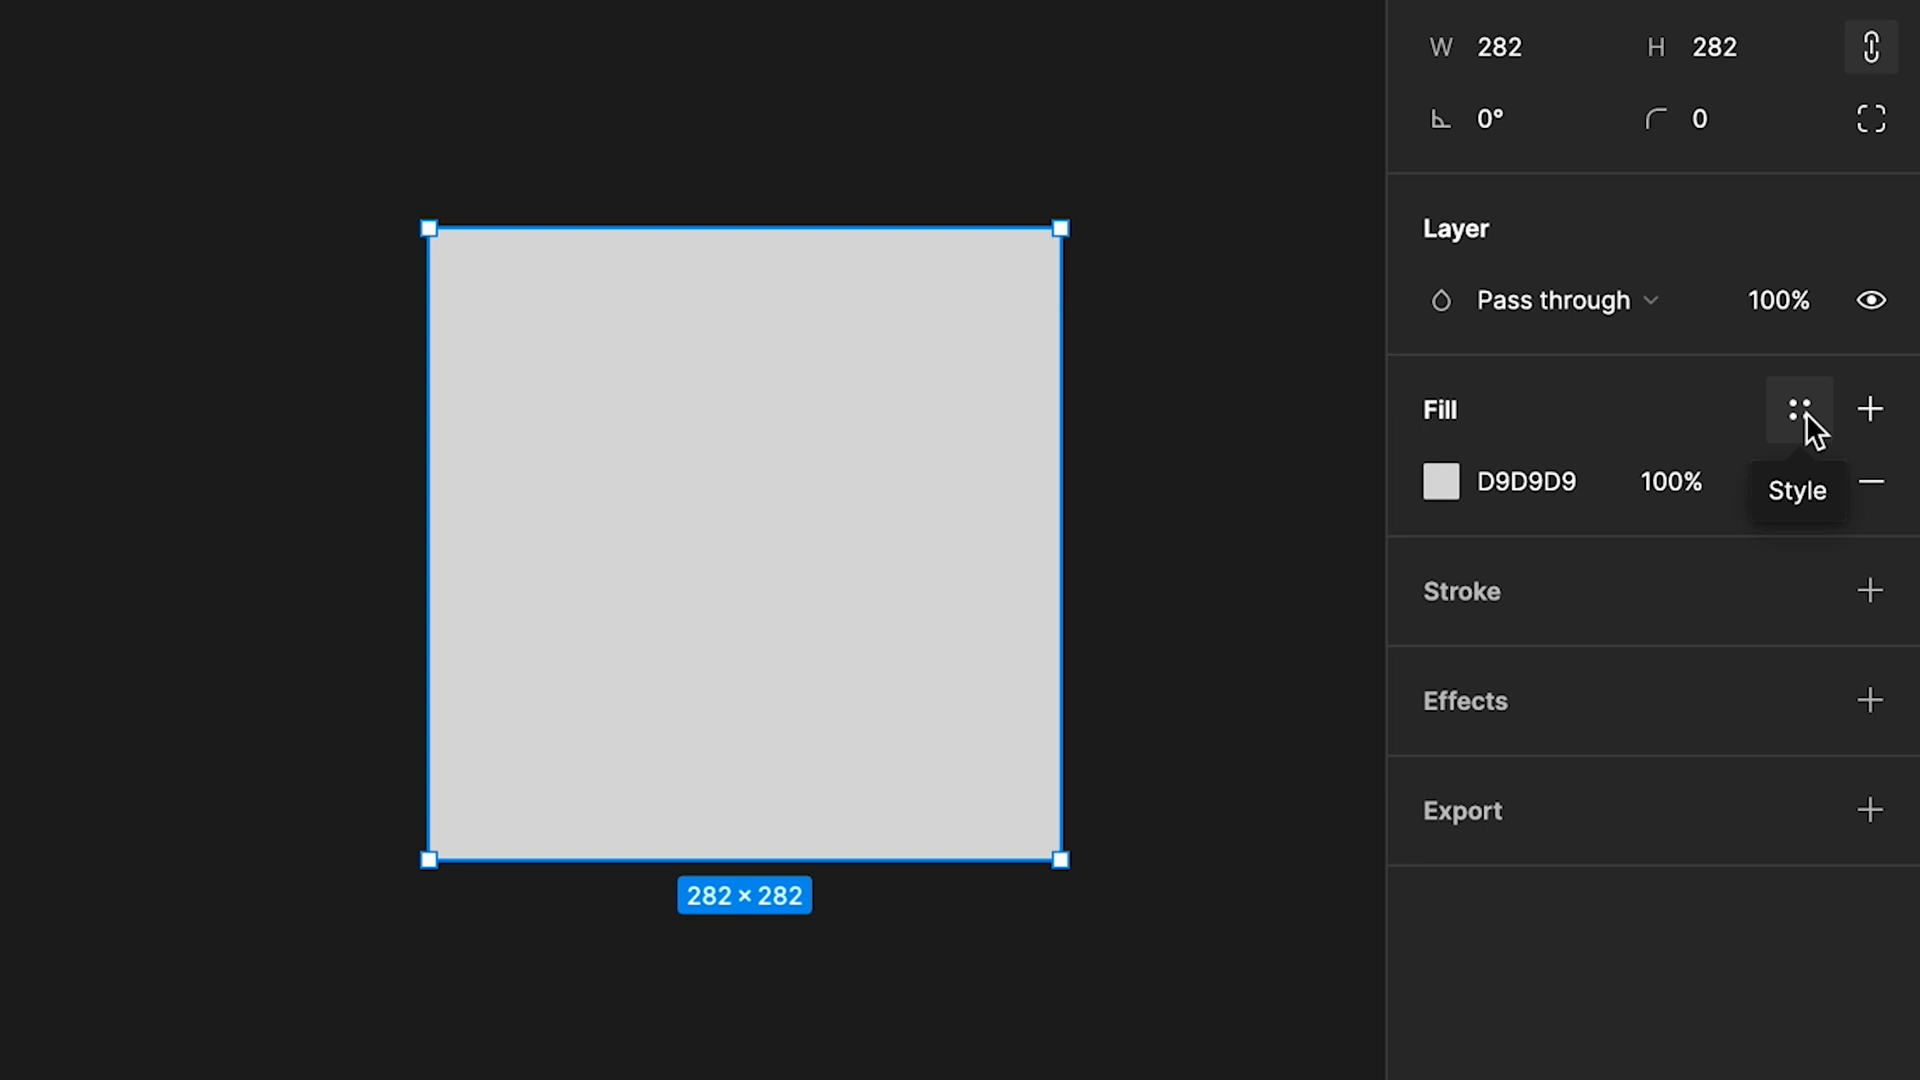 W 282 H 282
0° 0
Layer
Pass through 100%
Fill
D9D9D9 100%
Style
Stroke
Effects
Export
282 × 282